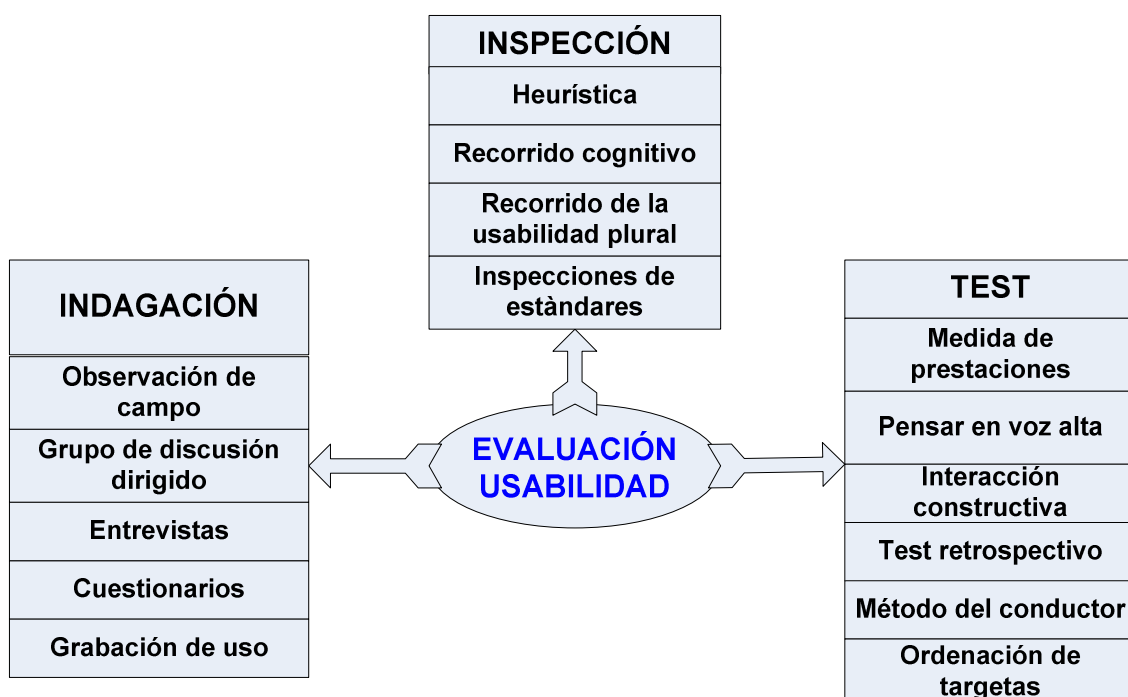 INSPECCIÓN
Heurística
Recorrido cognitivo
Recorrido de la
usabilidad plural
Inspecciones de
estàndares
INDAGACIÓN
Observación de
campo
Grupo de discusión
dirigido
Entrevistas
Cuestionarios
Grabación de uso
EVALUACIÓN
USABILIDAD
TEST
Medida de
prestaciones
Pensar en voz alta
Interacción
constructiva
Test retrospectivo
Método del conductor
Ordenación de
targetas